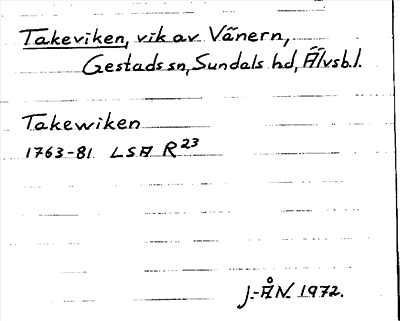 Takeviken, vik av Vänern,
Gestads sn, Sundals hd, Älvsb.l.
Takewiken
1763-81 LSA R23
J-ÅN 1972.